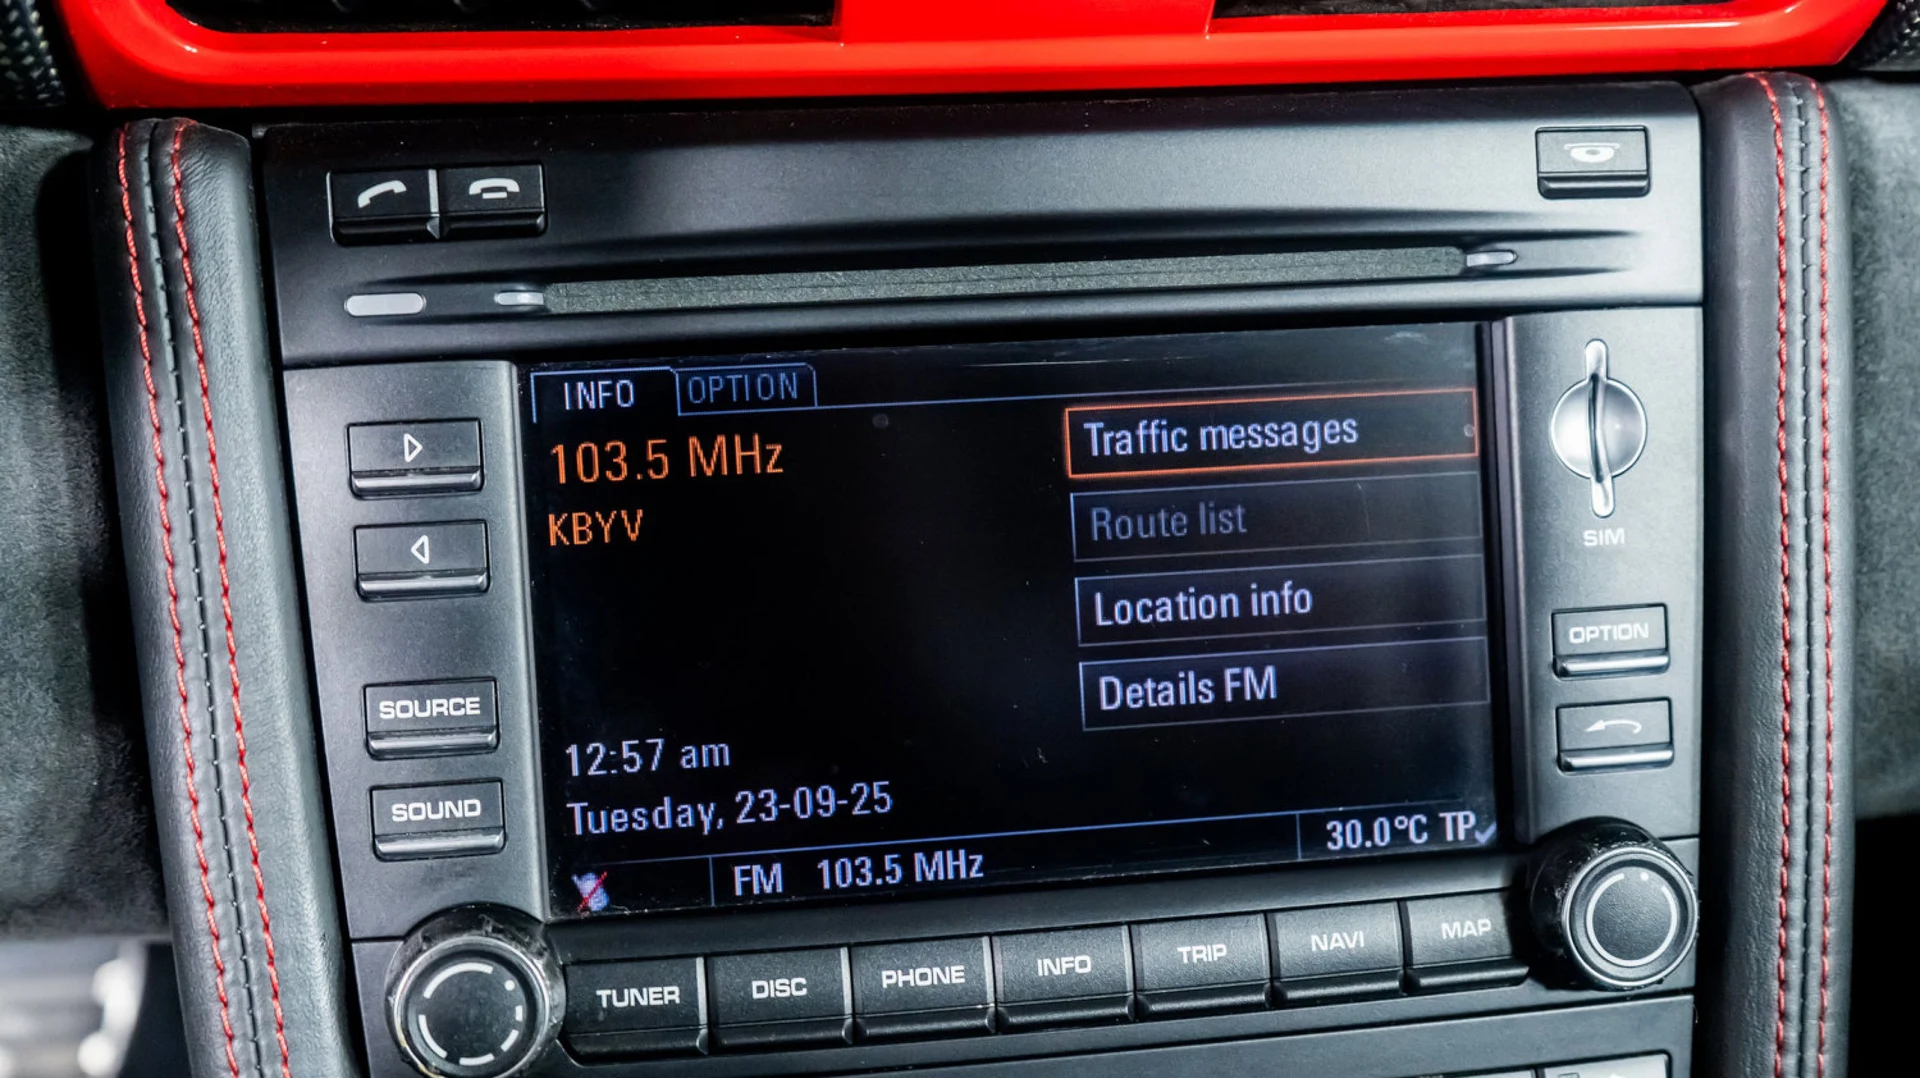 INFO OPTION
103.5 MHz
KBYV
Traffic messages
Route list
Location info
Details FM
12:57 am
Tuesday, 23-09-25
FM 103.5 MHz 30.0°C TP
SIM
OPTION
SOURCE
SOUND
TUNER DISC PHONE INFO TRIP NAVI MAP